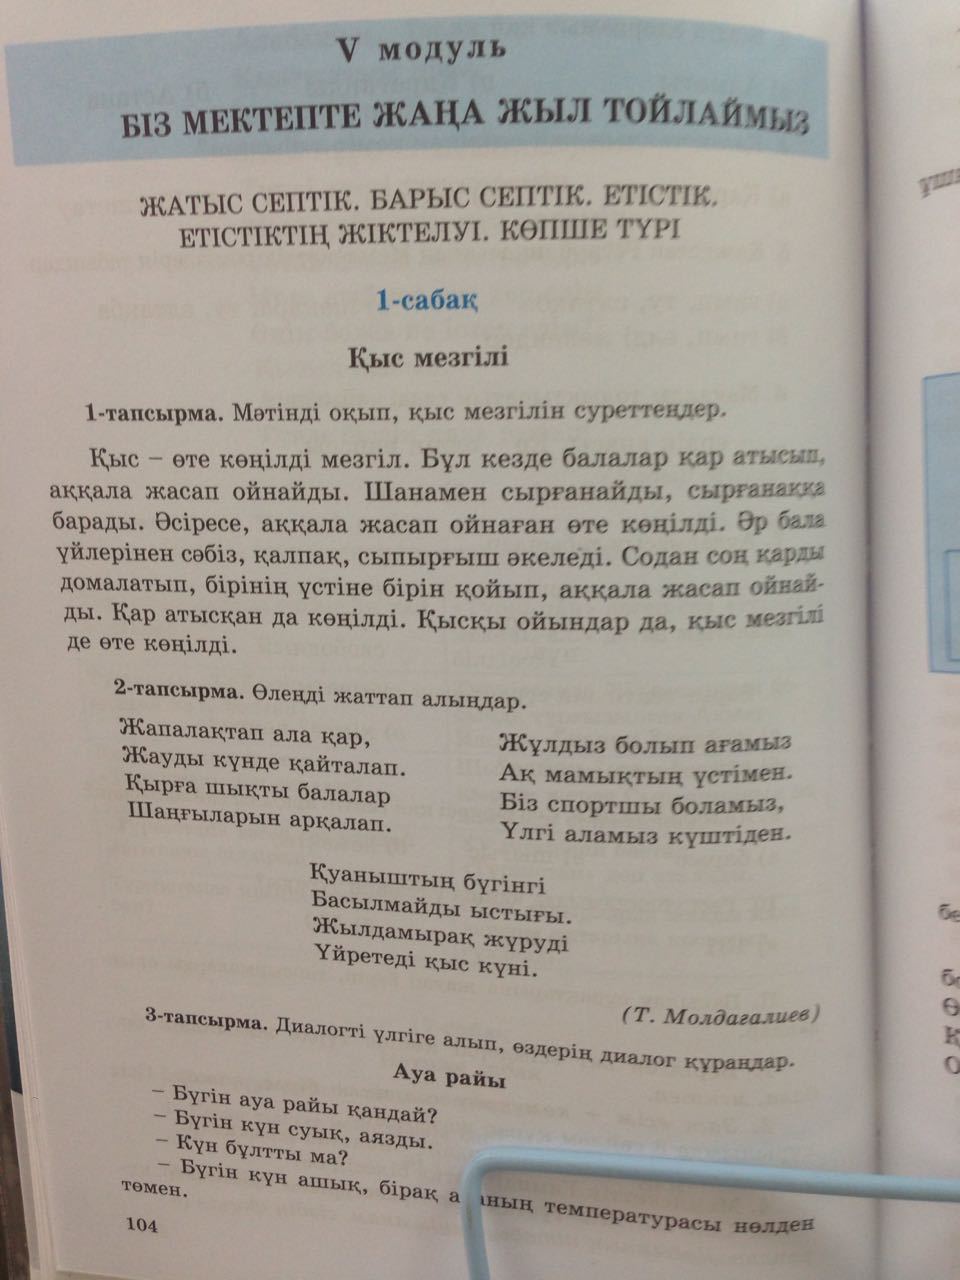 V модуль
БІЗ МЕКТЕПТЕ ЖАҢА ЖЫЛ ТОЙЛАЙМЫЗ
ЖАТЫС СЕПТІК. БАРЫС СЕПТІК. ЕТІСТІК.
ЕТІСТІКТІҢ ЖІКТЕЛУІ. КӨПШЕ ТҮРІ
1-сабақ
Қыс мезгілі
1-тапсырма. Мәтінді оқып, қыс мезгілін суреттеңдер.
Қыс – өте көңілді мезгіл. Бұл кезде балалар қар атысып,
аққала жасап ойнайды. Шанамен сырғанайды, сырғанаққа
барады. Әсіресе, аққала жасап ойнаған өте көңілді. Әр бала
үйлерінен сәбіз, қалпақ, сыпырғыш әкеледі. Содан соң қарды
домалатып, бірінің үстіне бірін қойып, аққала жасап ойнай-
ды. Қар атысқан да көңілді. Қысқы ойындар да, қыс мезгілі
де өте көңілді.
2-тапсырма. Өлеңді жаттап алыңдар.
Жапалақтап ала қар,
Жауды күнде қайталап.
Қырға шықты балалар
Шаңғыларын арқалап.
Жұлдыз болып ағамыз
Ақ мамықтың үстімен.
Біз спортшы боламыз,
Үлгі аламыз күштіден.
Қуаныштың бүгінгі
Басылмайды ыстығы.
Жылдамырақ жүруді
Үйретеді қыс күні.
(Т. Молдағалиев)
3-тапсырма. Диалогті үлгіге алып, өздерің диалог құраңдар.
Ауа райы
– Бүгін ауа райы қандай?
– Бүгін күн суық, аязды.
– Күн бұлтты ма?
– Бүгін күн ашық, бірақ а аның температурасы нөлден
төмен.
104